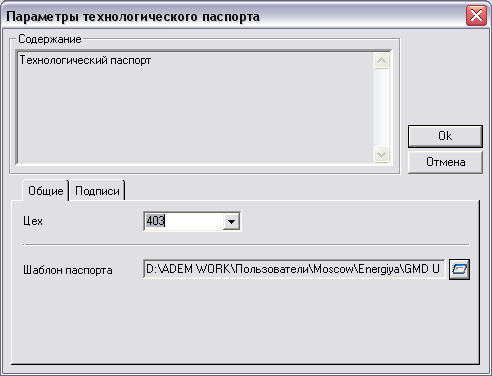 Параметры технологического паспорта
Содержание
Технологический паспорт
Ok
Отмена
Общие
Подписи
Цех
403
Шаблон паспорта
D:\ADEM WORK\Пользователи\Moscow\Energiya\GMD U